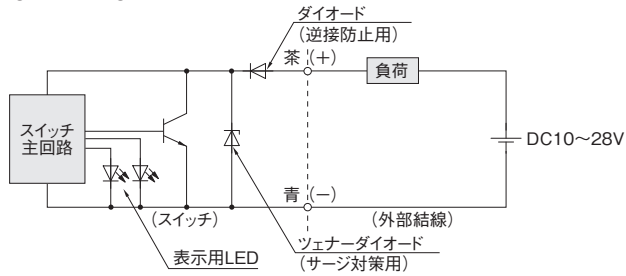 ダイオード
（逆接防止用）
茶（+）
負荷
スイッチ
主回路
DC10～28V
青（−）
（スイッチ）
（外部結線）
表示用LED
ツェナーダイオード
（サージ対策用）